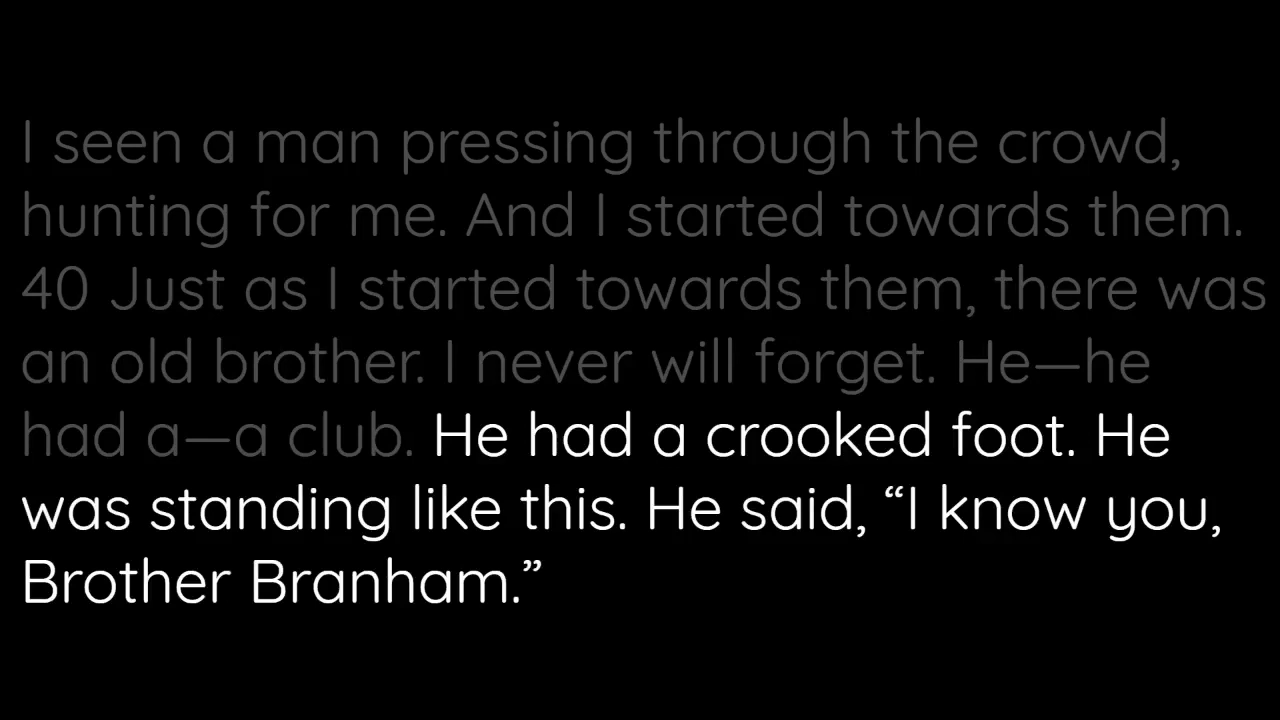 I seen a man pressing through the crowd,
hunting for me. And I started towards them.
40 Just as I started towards them, there was
an old brother. I never will forget. He—he
had a—a club. He had a crooked foot. He
was standing like this. He said, “I know you,
Brother Branham.”